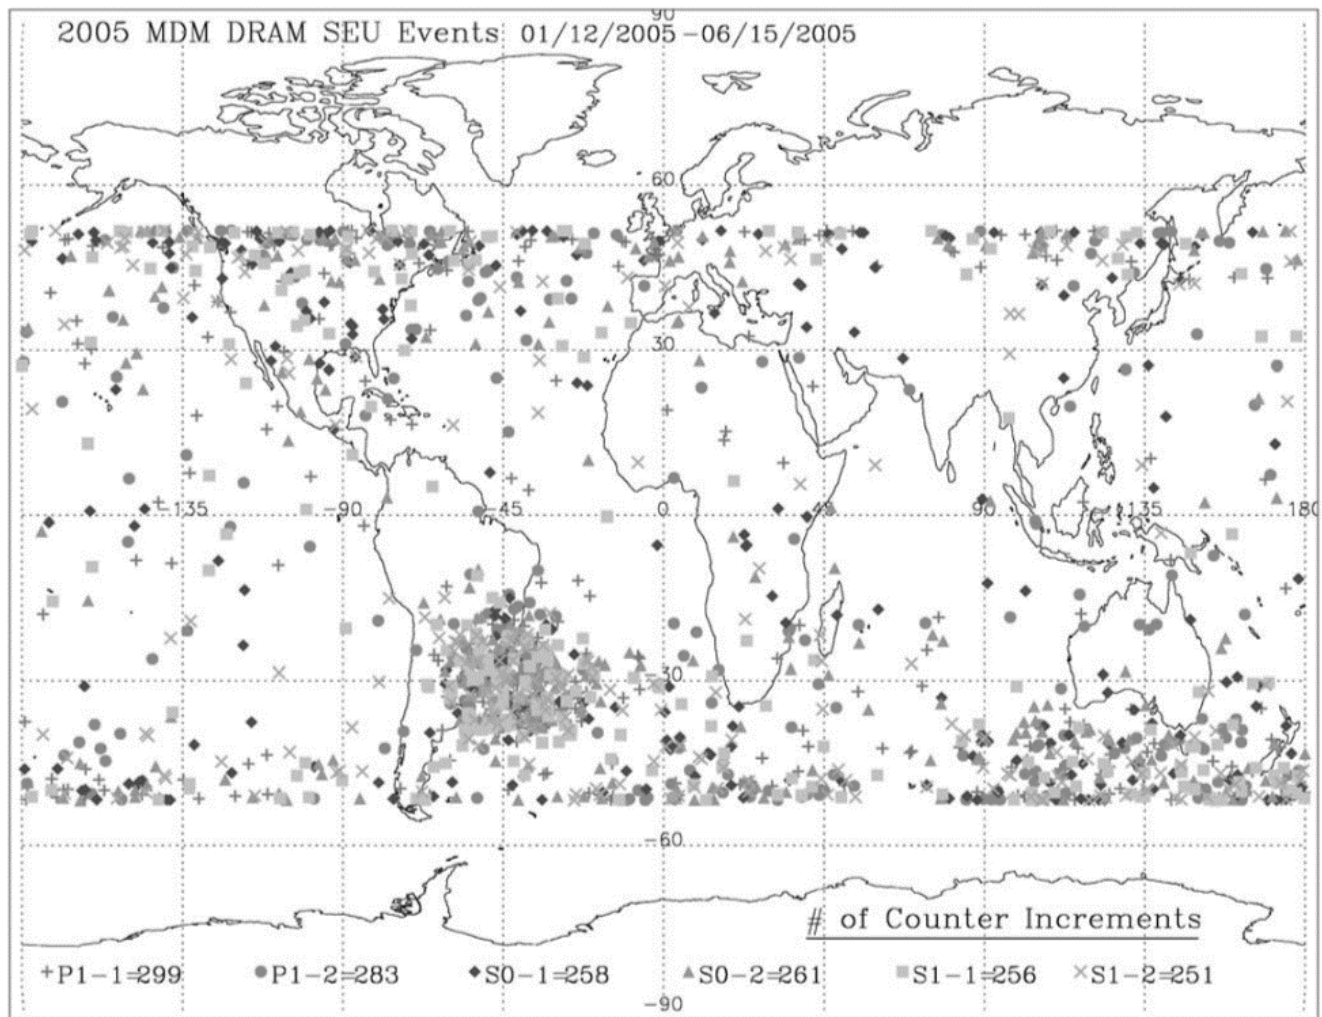 90
2005 MDM DRAM SEU Events 01/12/2005-06/15/2005
60
30
-135 -90 -45 0 45 90 135 180
-30
-60
# of Counter Increments
P1-1=299 P1-2=283 S0-1=258 S0-2=261 S1-1=256 S1-2=251
-90